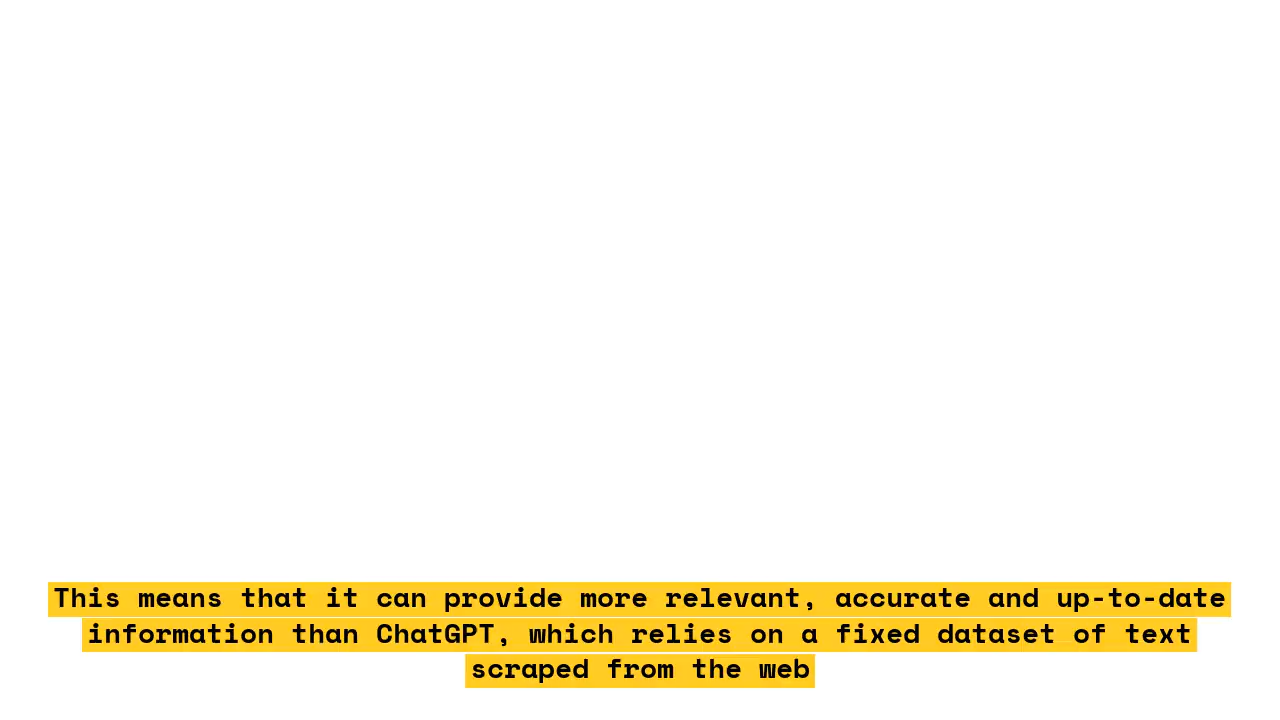 This means that it can provide more relevant, accurate and up-to-date
information than ChatGPT, which relies on a fixed dataset of text
scraped from the web